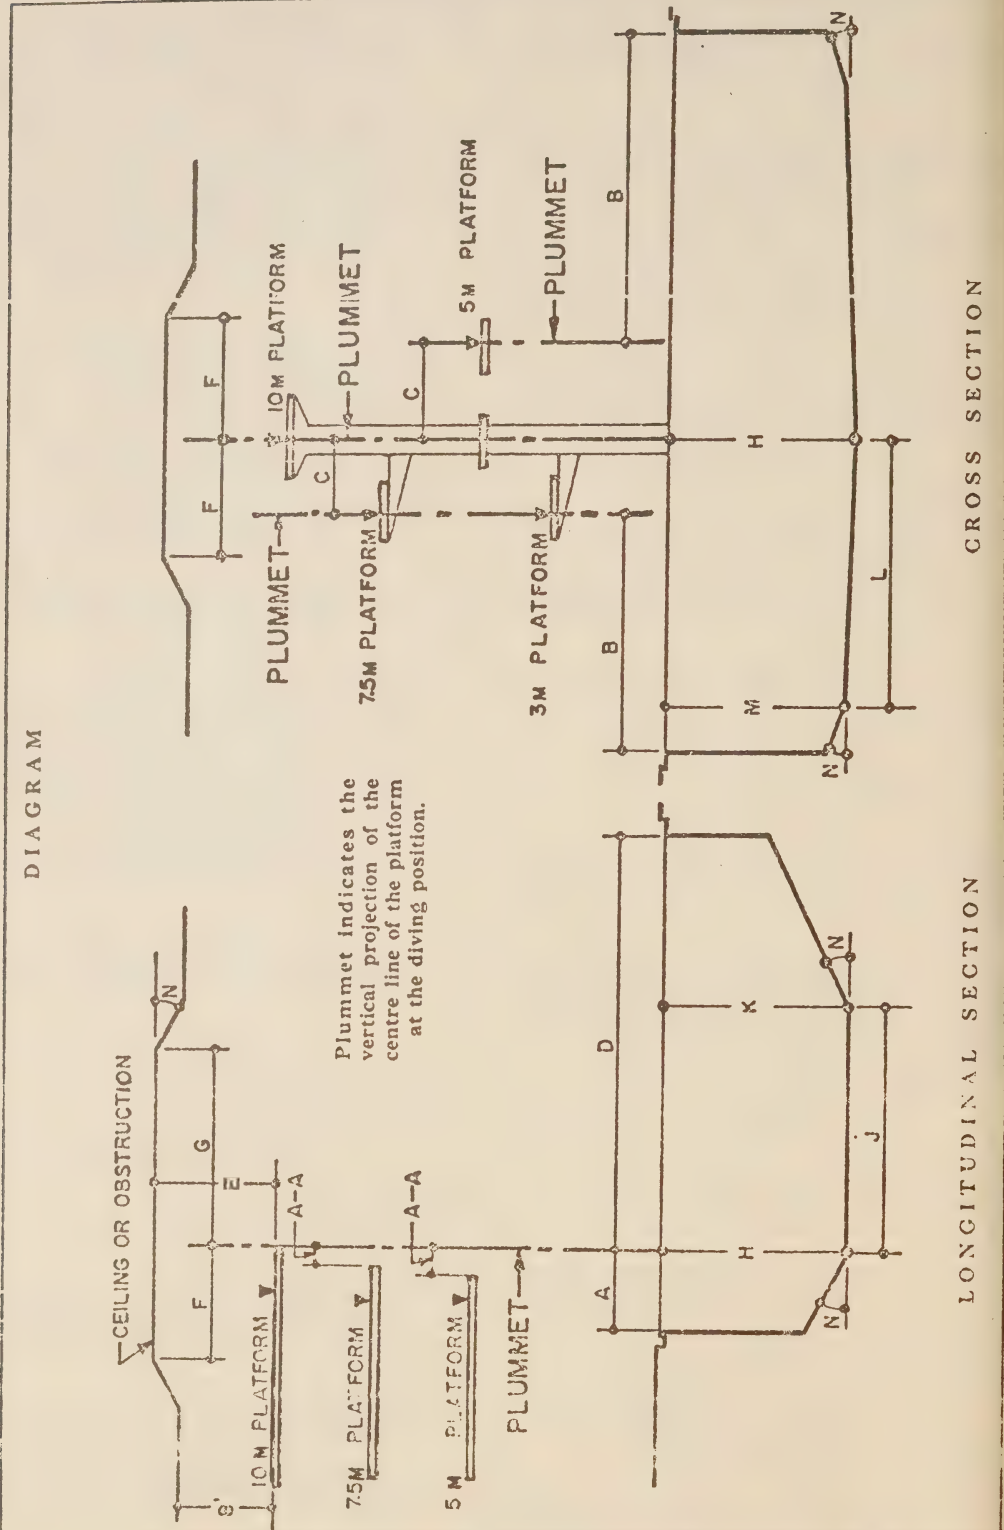 DIAGRAM
CEILING OR OBSTRUCTION
N
G
E
F
A-A
A-A
10 M PLATFORM
7.5M PLATFORM
5 M PLATFORM
PLUMMET
D
A
K
H
J
N
N
LONGITUDINAL SECTION
Plummet indicates the
vertical projection of the
centre line of the platform
at the diving position.
F
F
10M PLATFORM
PLUMMET
PLUMMET
C
C
7.5M PLATFORM
5M PLATFORM
3M PLATFORM
PLUMMET
B
B
M
H
L
N
N
CROSS SECTION